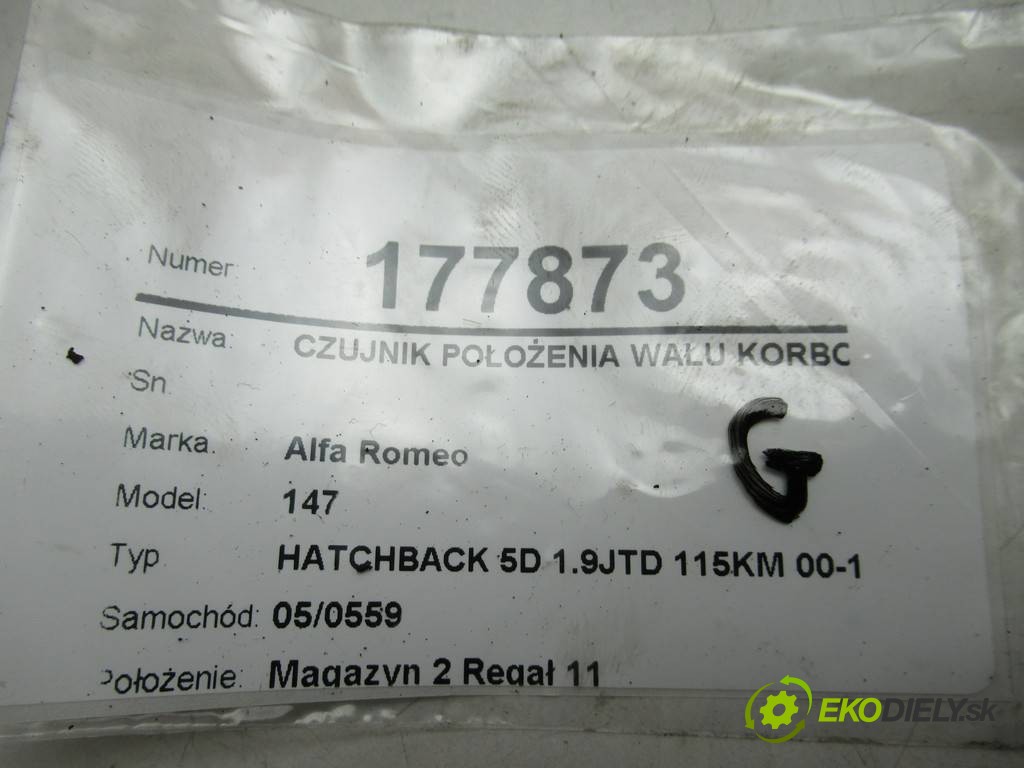 Numer: 177873
Nazwa: CZUJNIK POŁOŻENIA WAŁU KORBO
Sn.
Marka. Alfa Romeo
Model: 147
Typ HATCHBACK 5D 1.9JTD 115KM 00-1
Samochód: 05/0559
Położenie: Magazyn 2 Regał 11
G
EKODIELY.sk